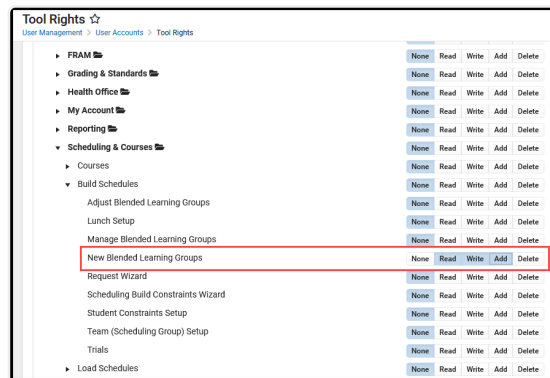 Tool Rights
User Management > User Accounts > Tool Rights
FRAM None Read Write Add Delete
Grading & Standards None Read Write Add Delete
Health Office None Read Write Add Delete
My Account None Read Write Add Delete
Reporting None Read Write Add Delete
Scheduling & Courses None Read Write Add Delete
Courses None Read Write Add Delete
Build Schedules None Read Write Add Delete
Adjust Blended Learning Groups None Read Write Add Delete
Lunch Setup None Read Write Add Delete
Manage Blended Learning Groups None Read Write Add Delete
New Blended Learning Groups None Read Write Add Delete
Request Wizard None Read Write Add Delete
Scheduling Build Constraints Wizard None Read Write Add Delete
Student Constraints Setup None Read Write Add Delete
Team (Scheduling Group) Setup None Read Write Add Delete
Trials None Read Write Add Delete
Load Schedules None Read Write Add Delete